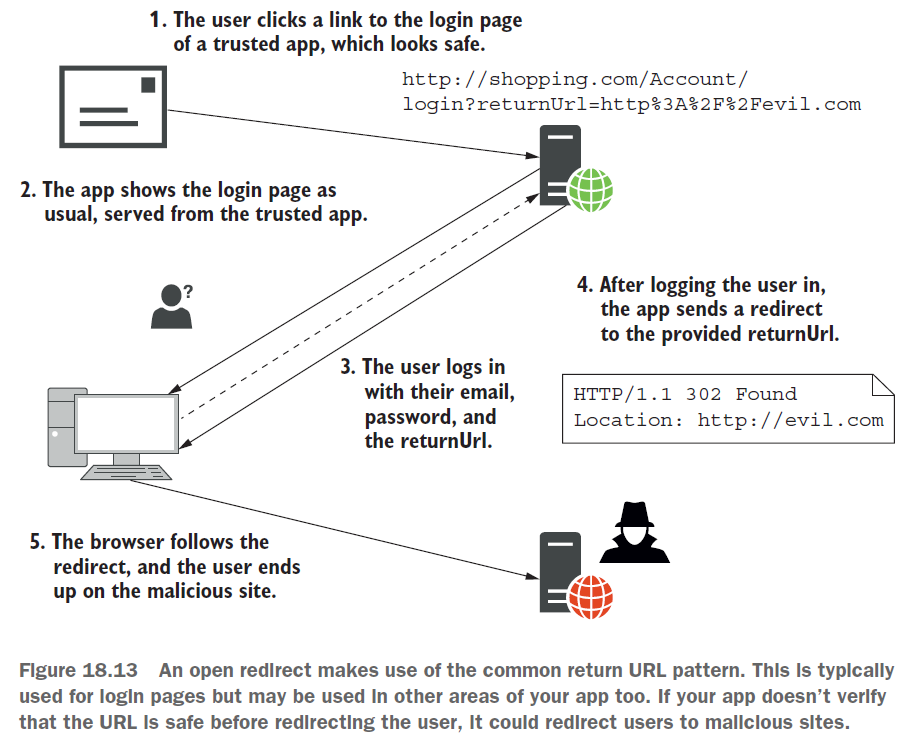 1. The user clicks a link to the login page
of a trusted app, which looks safe.
http://shopping.com/Account/
login?returnUrl=http%3A%2F%2Fevil.com
2. The app shows the login page as
usual, served from the trusted app.
?
4. After logging the user in,
the app sends a redirect
to the provided returnUrl.
3. The user logs in
with their email,
password, and
the returnUrl.
HTTP/1.1 302 Found
Location: http://evil.com
5. The browser follows the
redirect, and the user ends
up on the malicious site.
Figure 18.13 An open redirect makes use of the common return URL pattern. This is typically
used for login pages but may be used in other areas of your app too. If your app doesn't verify
that the URL is safe before redirecting the user, it could redirect users to malicious sites.